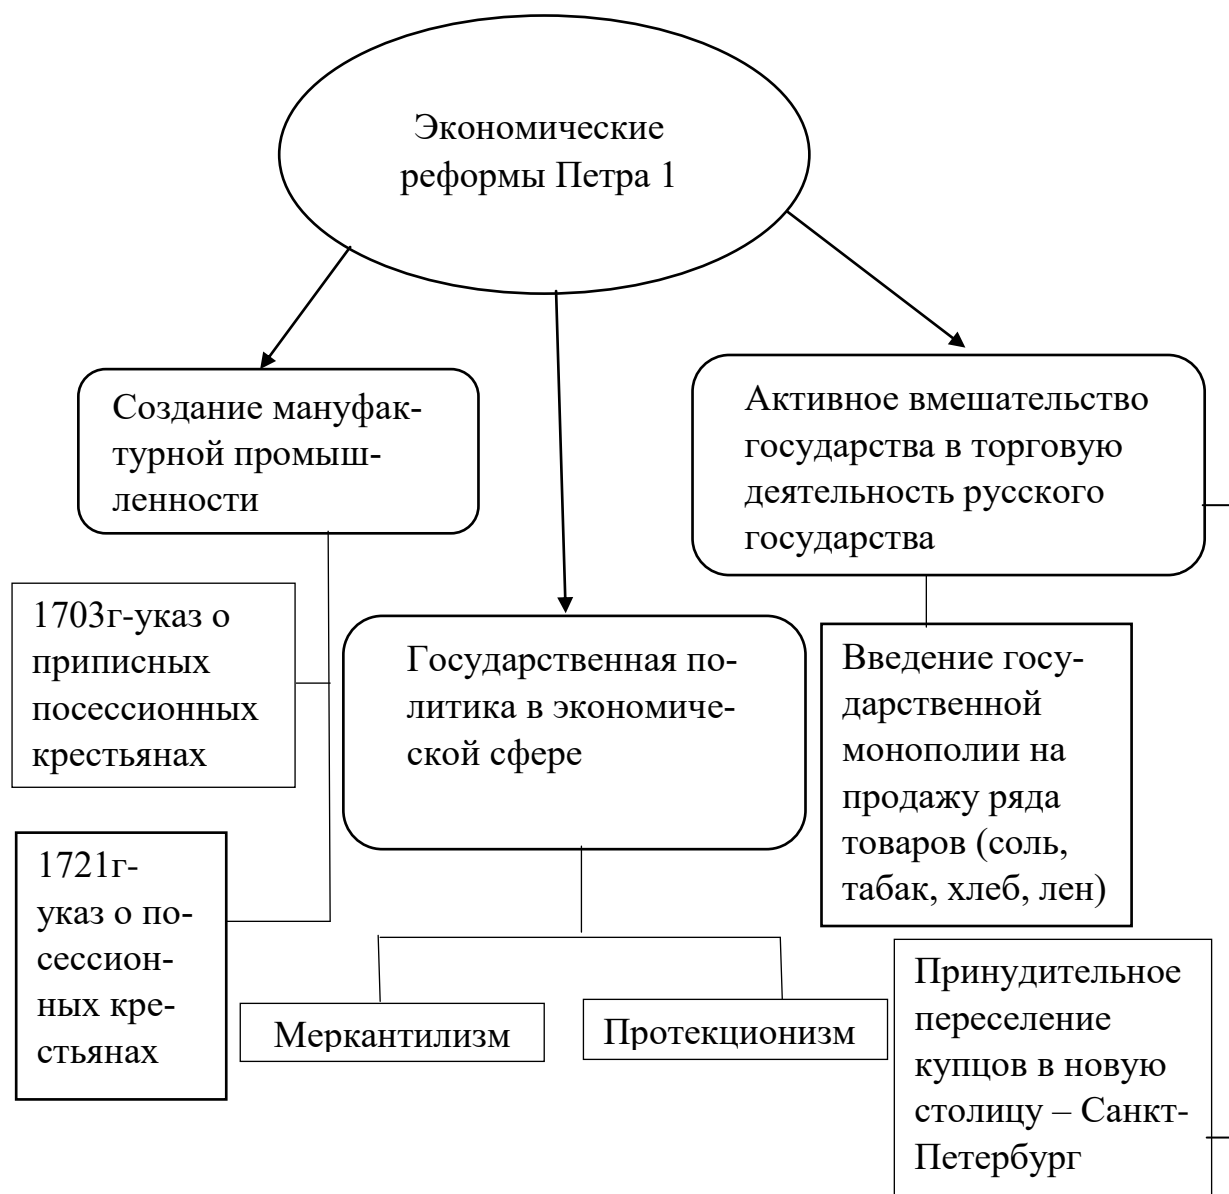 Экономические
реформы Петра 1
Создание мануфак-
турной промыш-
ленности
Активное вмешательство
государства в торговую
деятельность русского
государства
1703г-указ о
приписных
посессионных
крестьянах
Государственная по-
литика в экономиче-
ской сфере
Введение госу-
дарственной
монополии на
продажу ряда
товаров (соль,
табак, хлеб, лен)
1721г-
указ о по-
сессион-
ных кре-
стьянах
Меркантилизм
Протекционизм
Принудительное
переселение
купцов в новую
столицу – Санкт-
Петербург